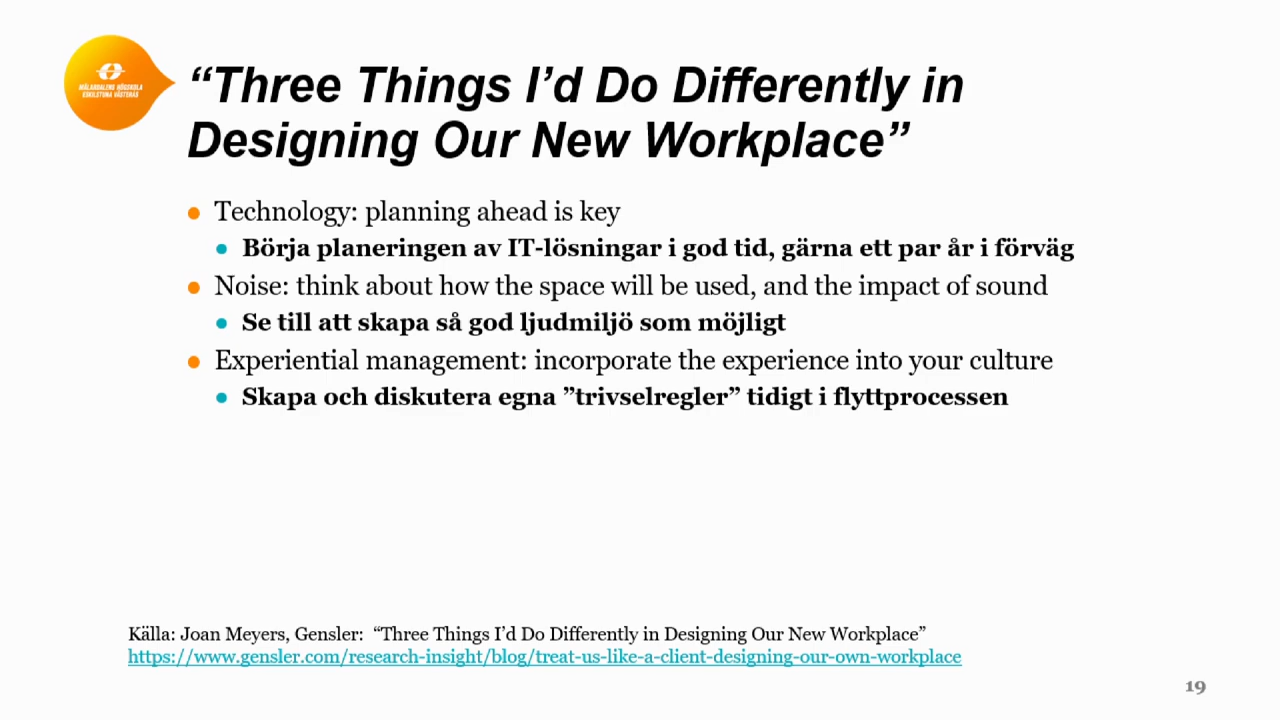 MÄLARDALENS HÖGSKOLA
ESKILSTUNA VÄSTERÅS
“Three Things I’d Do Differently in
Designing Our New Workplace”
Technology: planning ahead is key
Börja planeringen av IT-lösningar i god tid, gärna ett par år i förväg
Noise: think about how the space will be used, and the impact of sound
Se till att skapa så god ljudmiljö som möjligt
Experiential management: incorporate the experience into your culture
Skapa och diskutera egna ”trivselregler” tidigt i flyttprocessen
Källa: Joan Meyers, Gensler:  “Three Things I’d Do Differently in Designing Our New Workplace”
https://www.gensler.com/research-insight/blog/treat-us-like-a-client-designing-our-own-workplace
19